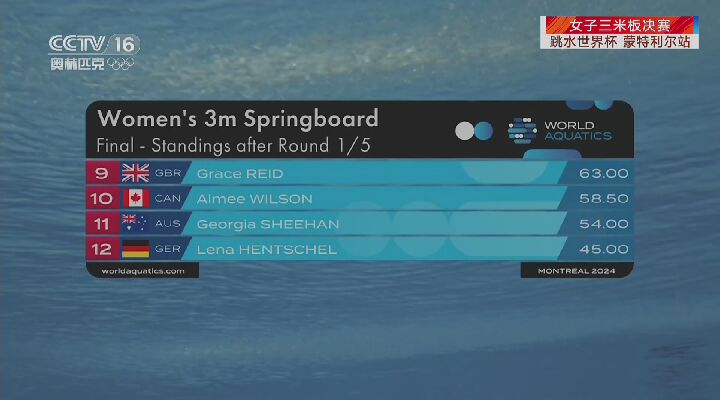 CCTV 16
奥林匹克
女子三米板决赛
跳水世界杯 蒙特利尔站
Women's 3m Springboard
Final - Standings after Round 1/5
WORLD
AQUATICS
9 GBR Grace REID 63.00
10 CAN Aimee WILSON 58.50
11 AUS Georgia SHEEHAN 54.00
12 GER Lena HENTSCHEL 45.00
worldaquatics.com
MONTREAL 2024